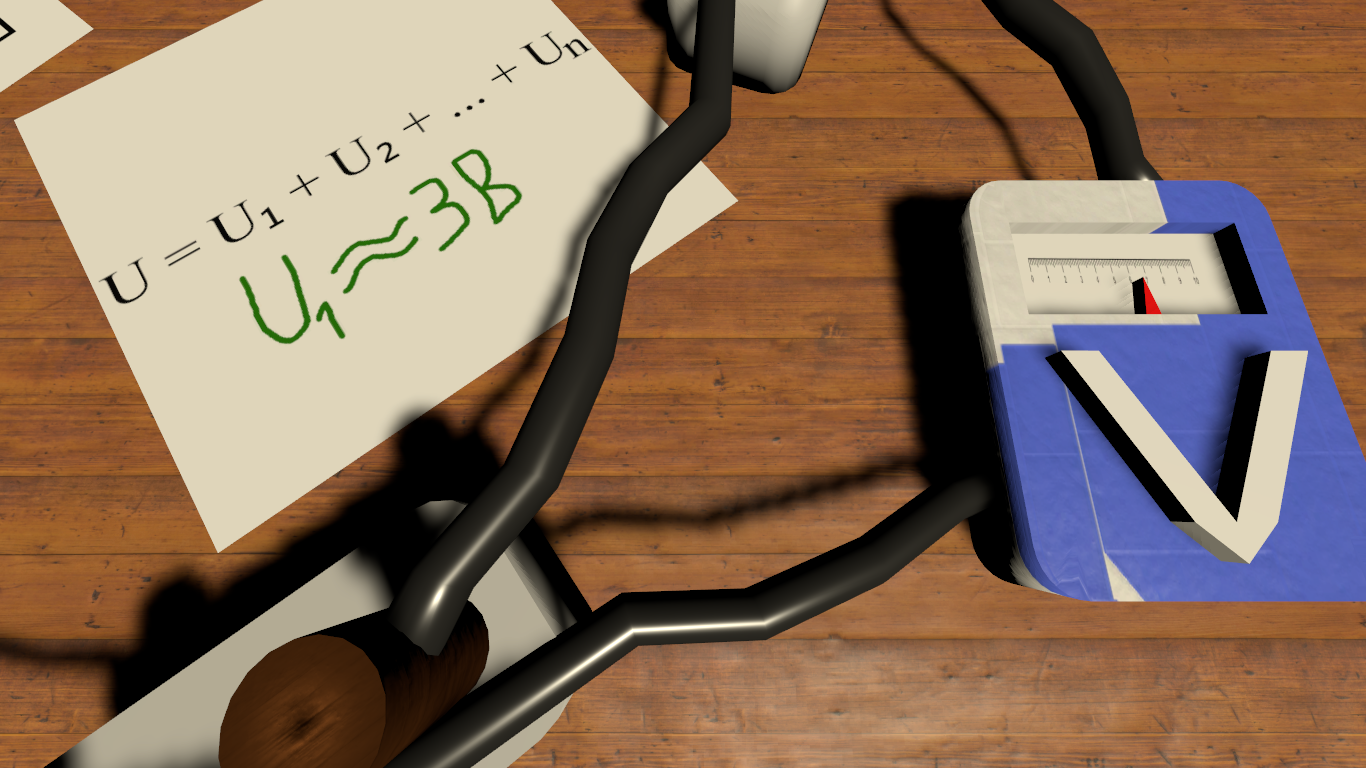 U = U₁ + U₂ + ... + Uₙ
U₁ ≈ 3В
V